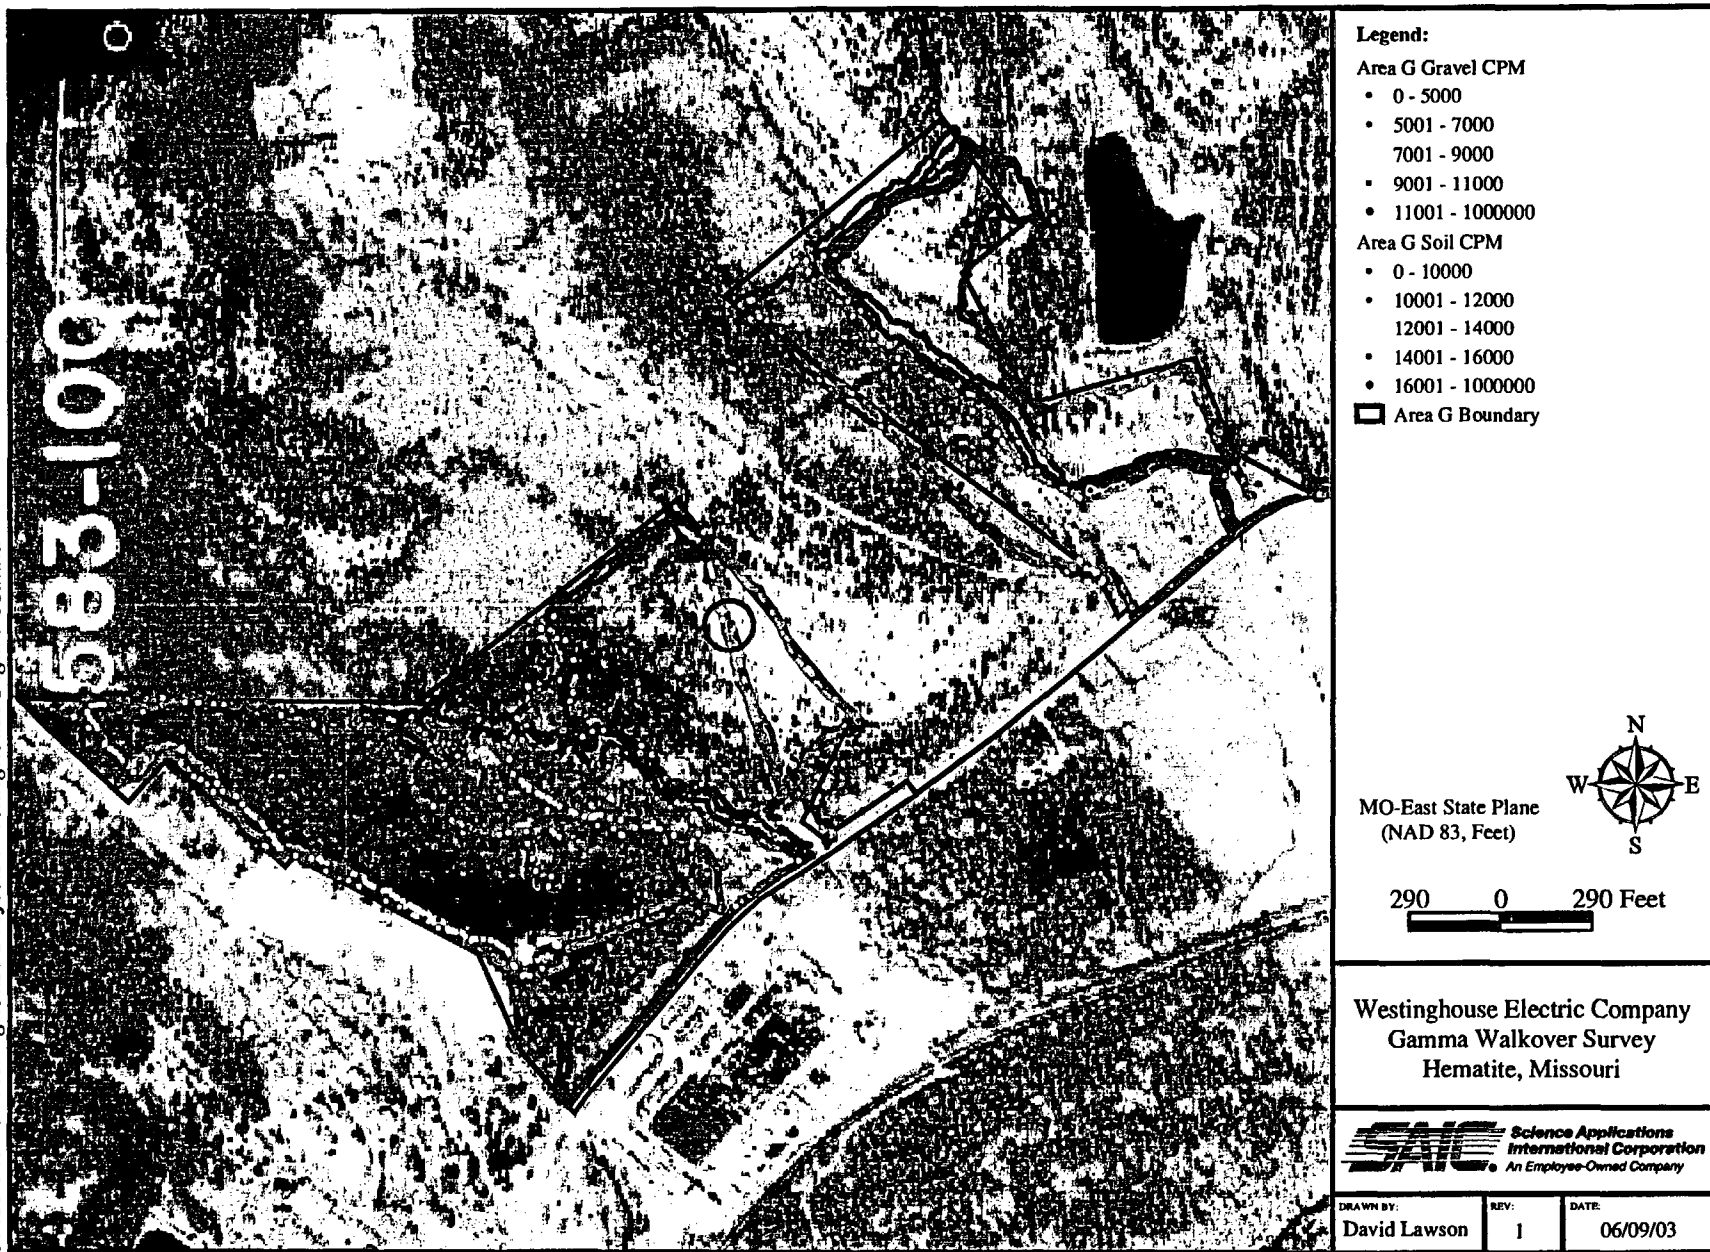 583-109
Legend:
Area G Gravel CPM
0 - 5000
5001 - 7000
7001 - 9000
9001 - 11000
11001 - 1000000
Area G Soil CPM
0 - 10000
10001 - 12000
12001 - 14000
14001 - 16000
16001 - 1000000
Area G Boundary
N
W E
S
MO-East State Plane
(NAD 83, Feet)
290 0 290 Feet
Westinghouse Electric Company
Gamma Walkover Survey
Hematite, Missouri
SAIC Science Applications
International Corporation
An Employee-Owned Company
DRAWN BY: REV: DATE:
David Lawson 1 06/09/03